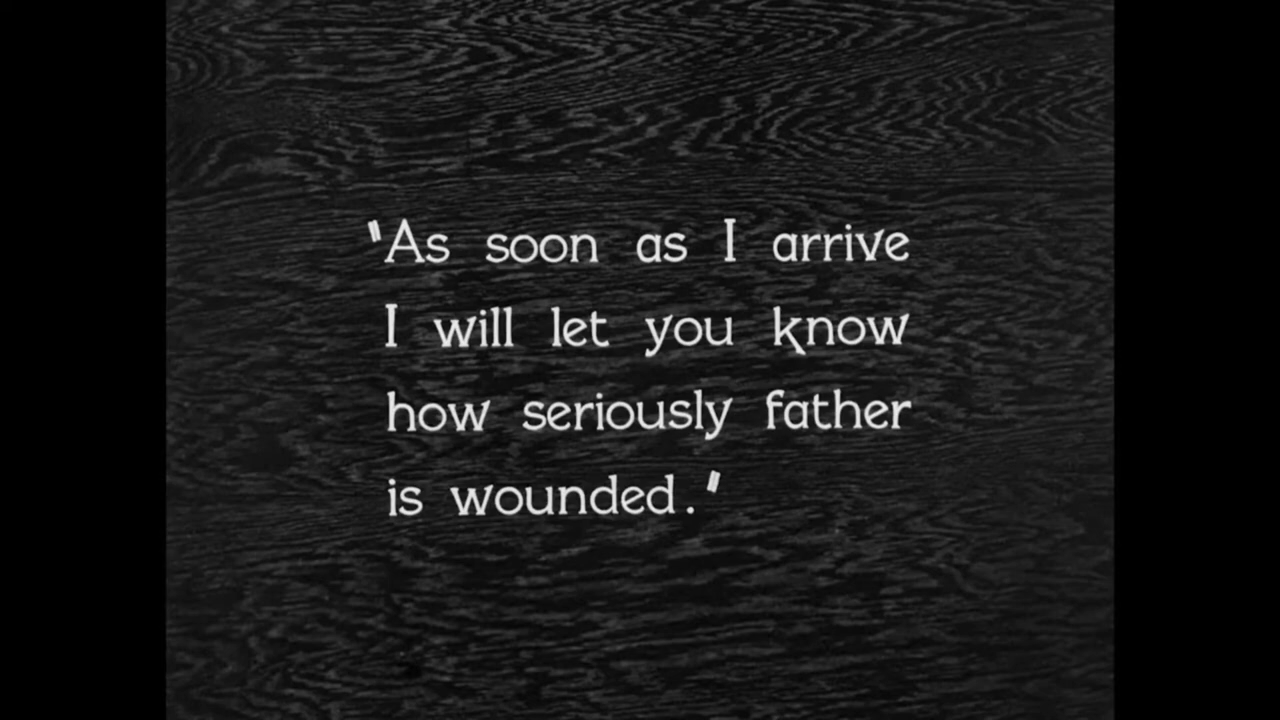 "As soon as I arrive
I will let you know
how seriously father
is wounded."